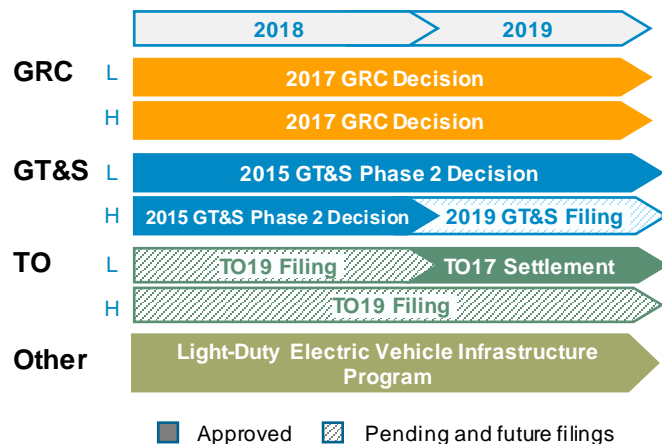 2018 2019
GRC L 2017 GRC Decision
H 2017 GRC Decision
GT&S L 2015 GT&S Phase 2 Decision
H 2015 GT&S Phase 2 Decision 2019 GT&S Filing
TO L TO19 Filing TO17 Settlement
H TO19 Filing
Other Light-Duty Electric Vehicle Infrastructure
Program
Approved Pending and future filings